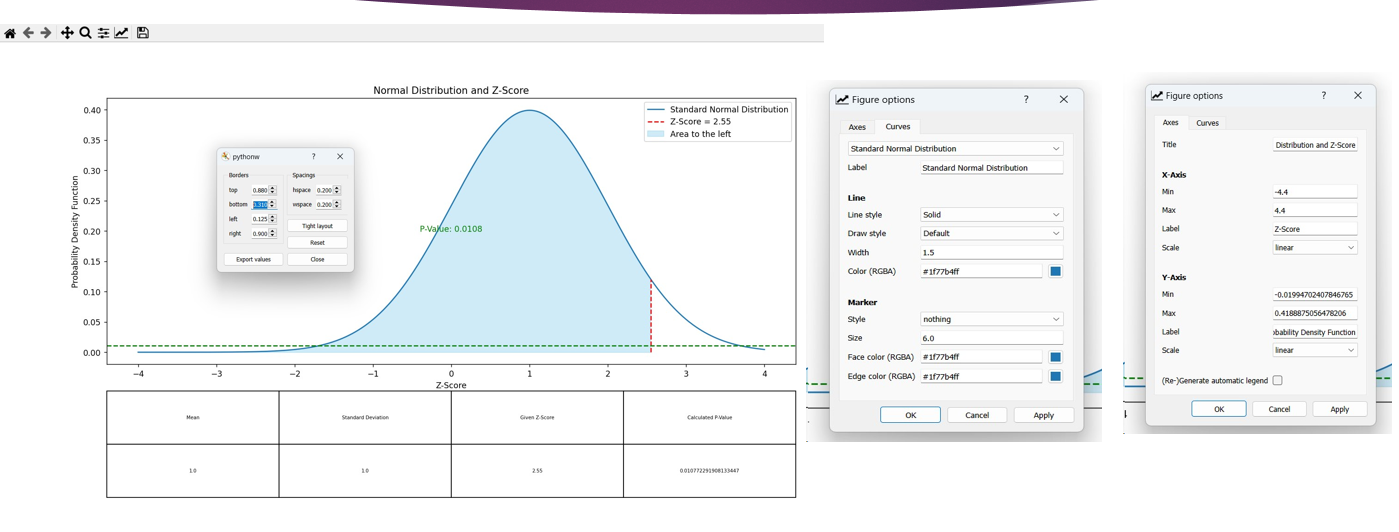 Normal Distribution and Z-Score
Probability Density Function
0.40
0.35
0.30
0.25
0.20
0.15
0.10
0.05
0.00
−4
−3
−2
−1
0
1
2
3
4
Z-Score
Standard Normal Distribution
Z-Score = 2.55
Area to the left
P-Value: 0.0108
pythonw ? ×
Borders
top 0.880
bottom 0.310
left 0.125
right 0.900
Spacings
hspace 0.200
wspace 0.200
Tight layout
Reset
Export values
Close
Mean Standard Deviation Given Z-Score Calculated P-Value
1.0 1.0 2.55 0.010772291908133447
Figure options ? ×
Axes Curves
Standard Normal Distribution
Label Standard Normal Distribution
Line
Line style Solid
Draw style Default
Width 1.5
Color (RGBA) #1f77b4ff
Marker
Style nothing
Size 6.0
Face color (RGBA) #1f77b4ff
Edge color (RGBA) #1f77b4ff
OK Cancel Apply
Figure options ? ×
Axes Curves
Title Distribution and Z-Score
X-Axis
Min -4.4
Max 4.4
Label Z-Score
Scale linear
Y-Axis
Min -0.01994702407846765
Max 0.4188875056478206
Label obability Density Function
Scale linear
(Re-)Generate automatic legend
OK Cancel Apply